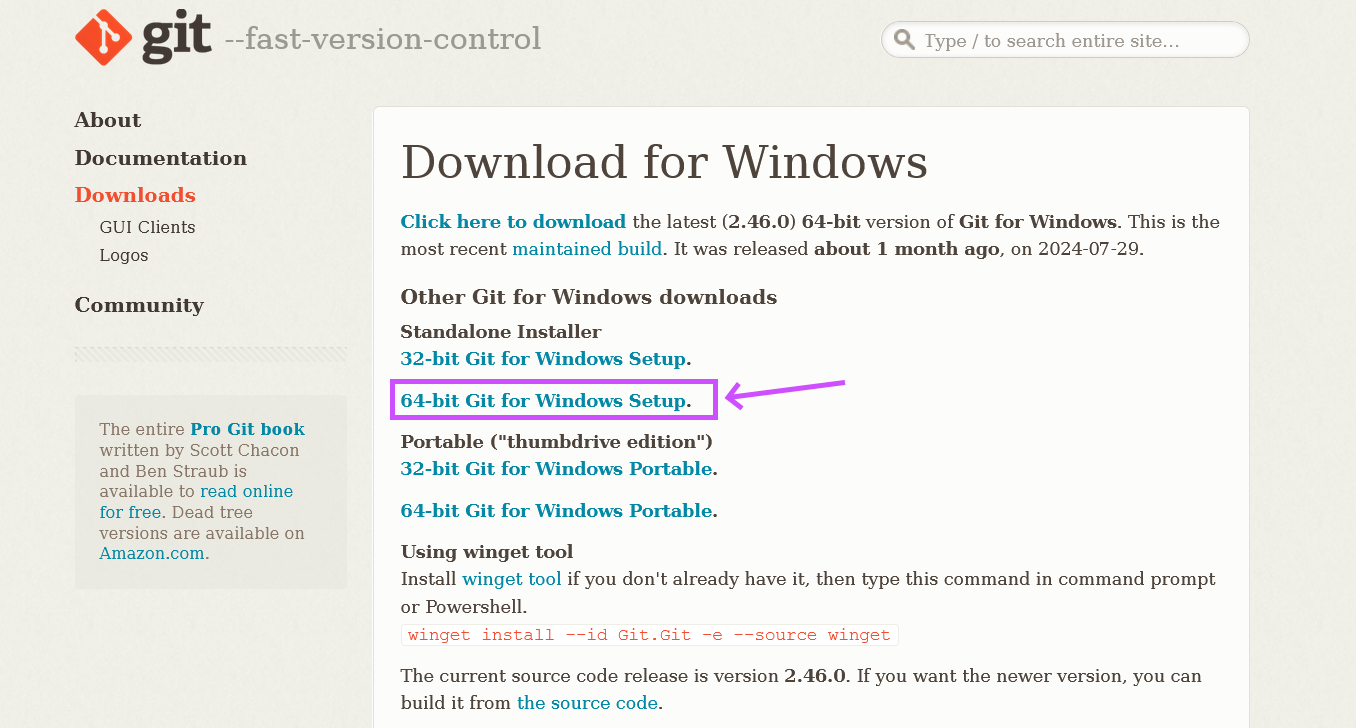 git --fast-version-control
Type / to search entire site...
About
Documentation
Downloads
GUI Clients
Logos
Community
The entire Pro Git book
written by Scott Chacon
and Ben Straub is
available to read online
for free. Dead tree
versions are available on
Amazon.com.
Download for Windows
Click here to download the latest (2.46.0) 64-bit version of Git for Windows. This is the
most recent maintained build. It was released about 1 month ago, on 2024-07-29.
Other Git for Windows downloads
Standalone Installer
32-bit Git for Windows Setup.
64-bit Git for Windows Setup.
Portable ("thumbdrive edition")
32-bit Git for Windows Portable.
64-bit Git for Windows Portable.
Using winget tool
Install winget tool if you don't already have it, then type this command in command prompt
or Powershell.
winget install --id Git.Git -e --source winget
The current source code release is version 2.46.0. If you want the newer version, you can
build it from the source code.